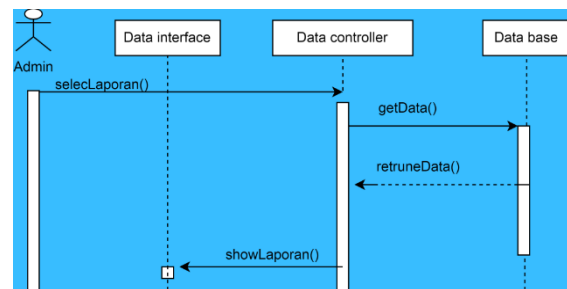 Data interface
Data controller
Data base
Admin
selecLaporan()
getData()
retruneData()
showLaporan()